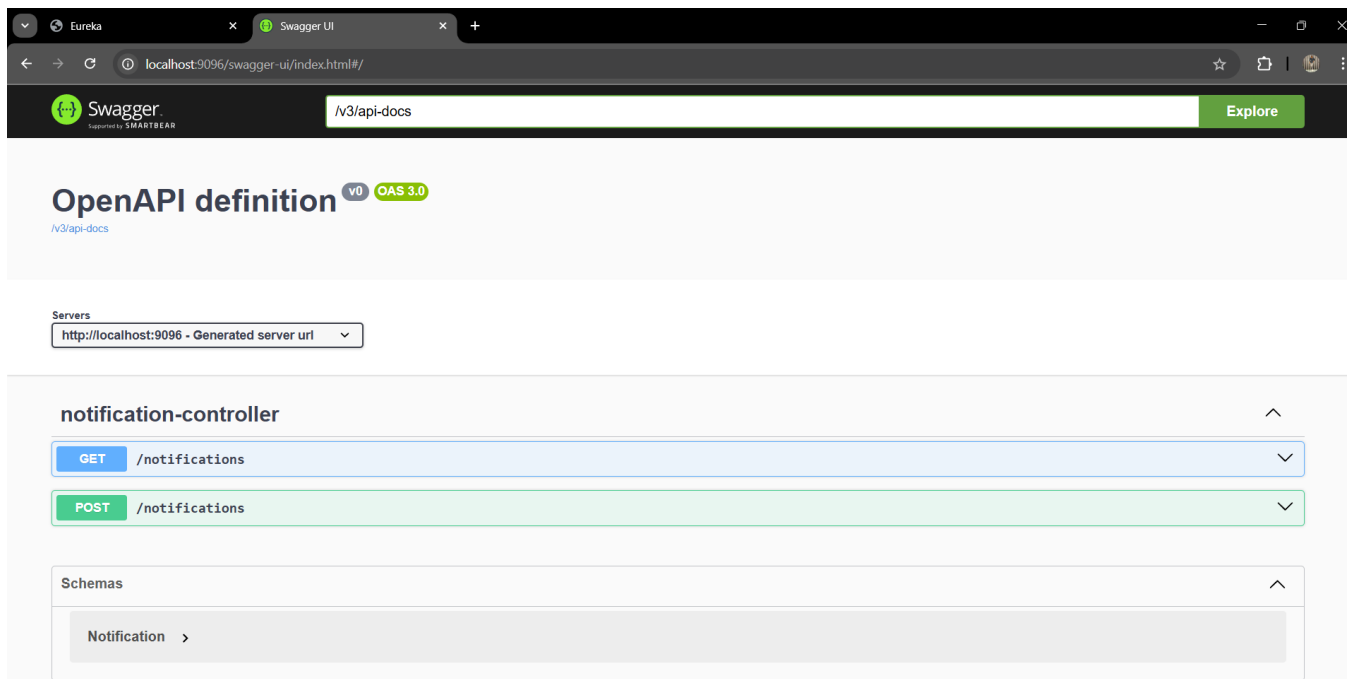 Eureka
Swagger UI
localhost:9096/swagger-ui/index.html#/
Swagger.
Supported by SMARTBEAR
/v3/api-docs
Explore
OpenAPI definition v0 OAS 3.0
/v3/api-docs
Servers
http://localhost:9096 - Generated server url
notification-controller
GET /notifications
POST /notifications
Schemas
Notification